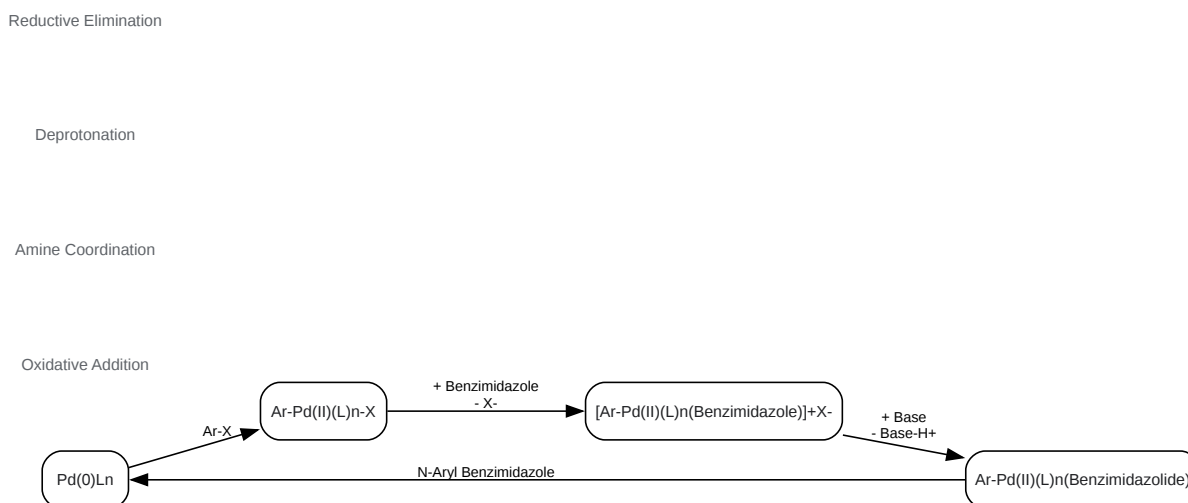 Reductive Elimination
Deprotonation
Amine Coordination
Oxidative Addition
+ Benzimidazole
- X-
Ar-Pd(II)(L)n-X
[Ar-Pd(II)(L)n(Benzimidazole)]+X-
+ Base
- Base-H+
Ar-X
N-Aryl Benzimidazole
Pd(0)Ln
Ar-Pd(II)(L)n(Benzimidazolide)